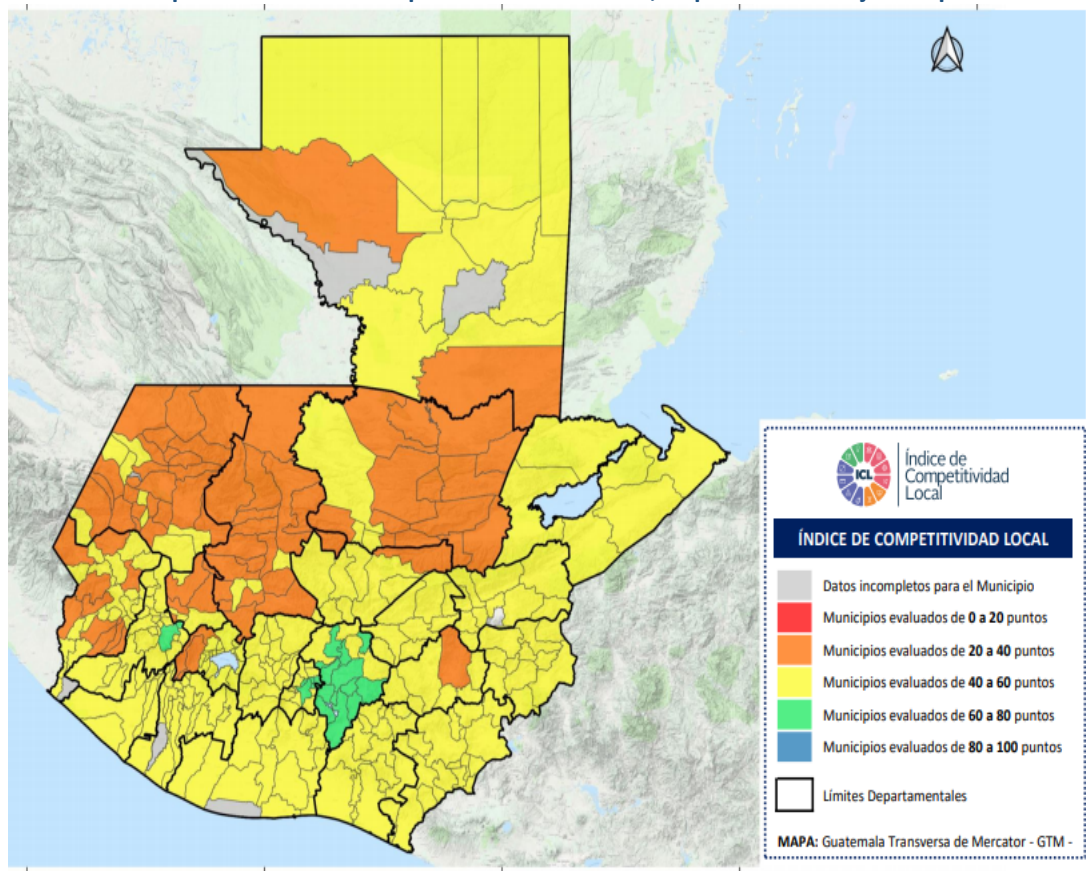 ICL
Índice de
Competitividad
Local
ÍNDICE DE COMPETITIVIDAD LOCAL
Datos incompletos para el Municipio
Municipios evaluados de 0 a 20 puntos
Municipios evaluados de 20 a 40 puntos
Municipios evaluados de 40 a 60 puntos
Municipios evaluados de 60 a 80 puntos
Municipios evaluados de 80 a 100 puntos
Límites Departamentales
MAPA: Guatemala Transversa de Mercator - GTM -